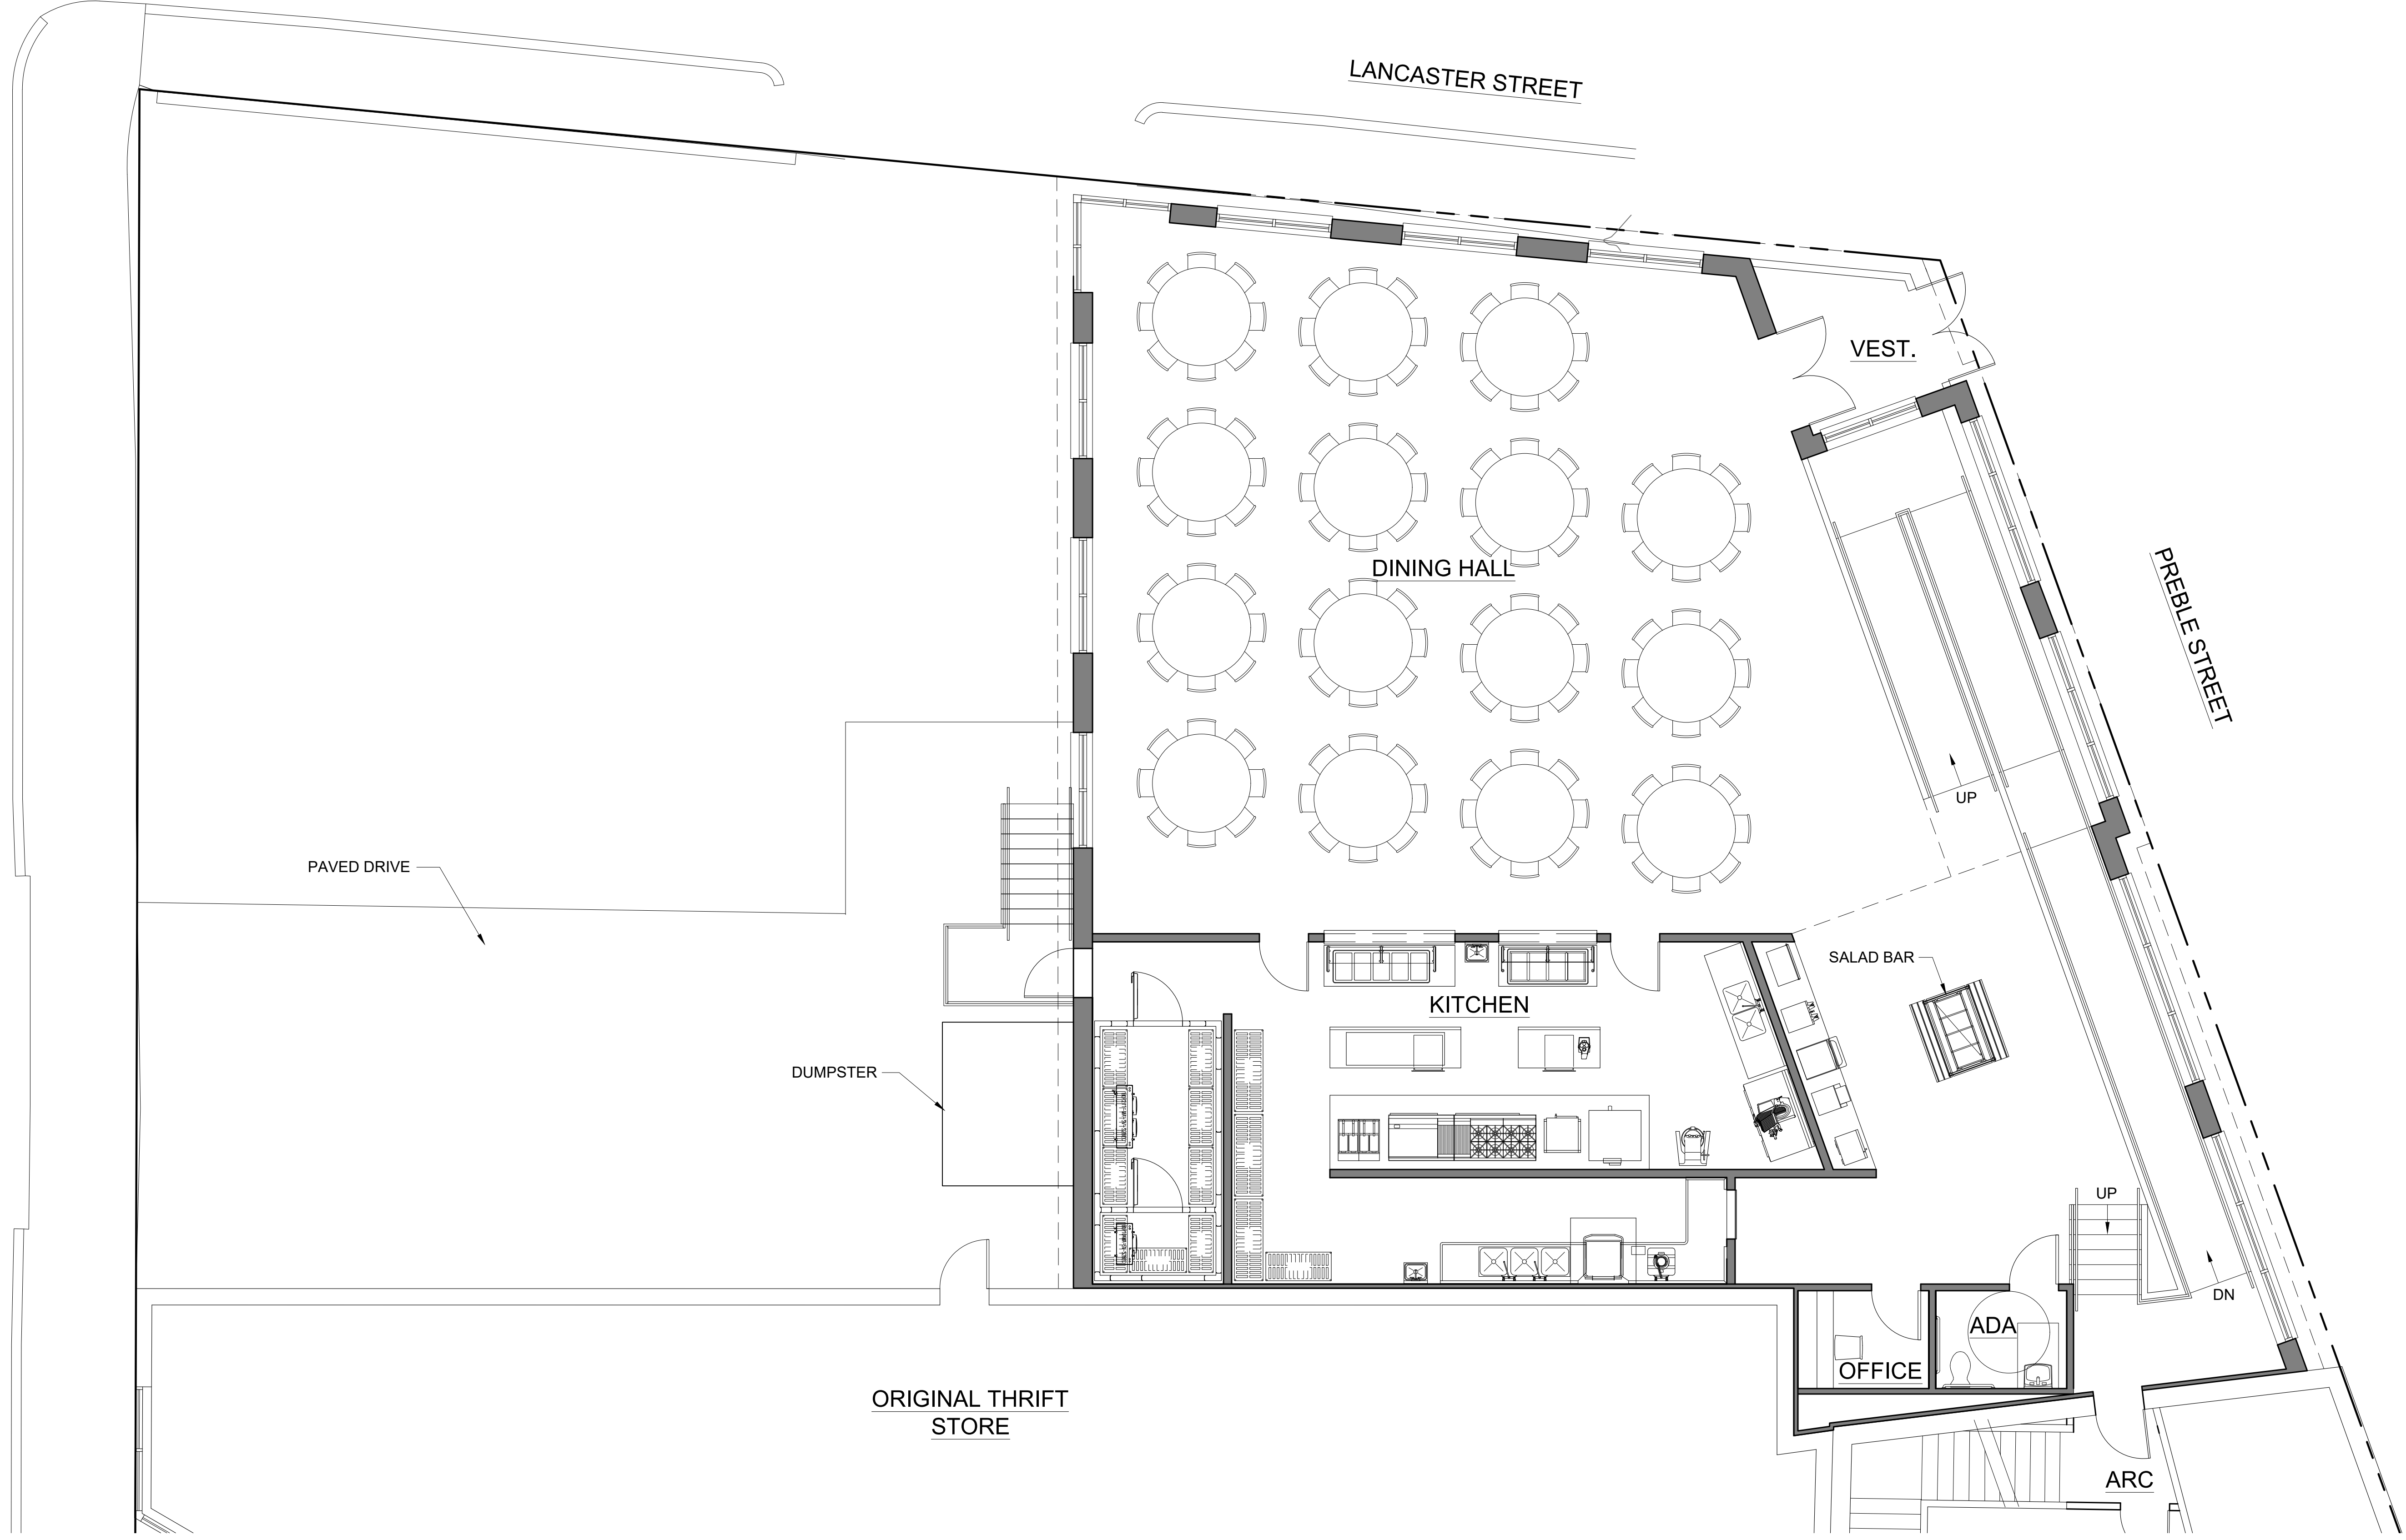 LANCASTER STREET
VEST.
DINING HALL
PREBLE STREET
UP
PAVED DRIVE
SALAD BAR
KITCHEN
DUMPSTER
UP
DN
ADA
OFFICE
ORIGINAL THRIFT
STORE
ARC